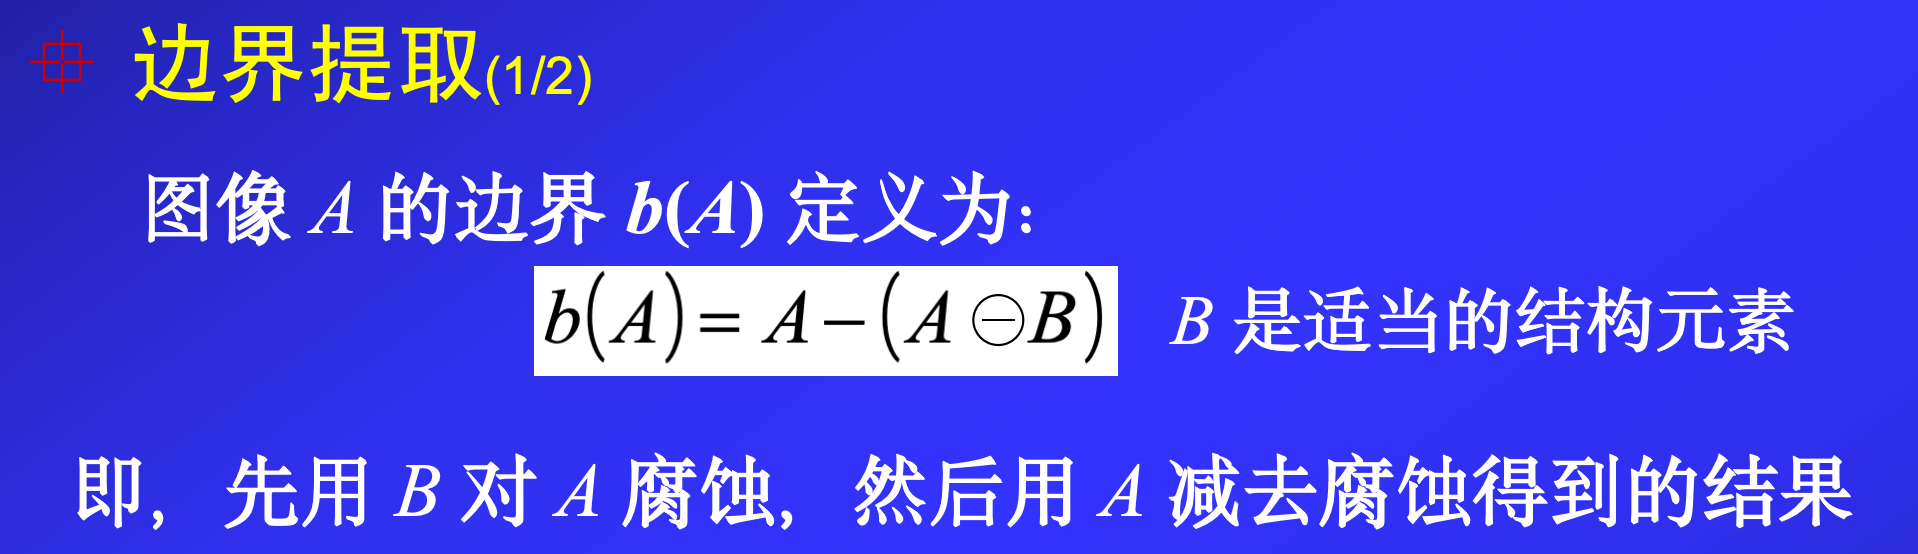 边界提取(1/2)
图像 A 的边界 b(A) 定义为:
b(A) = A − (A ⊖ B) B 是适当的结构元素
即, 先用 B 对 A 腐蚀, 然后用 A 减去腐蚀得到的结果